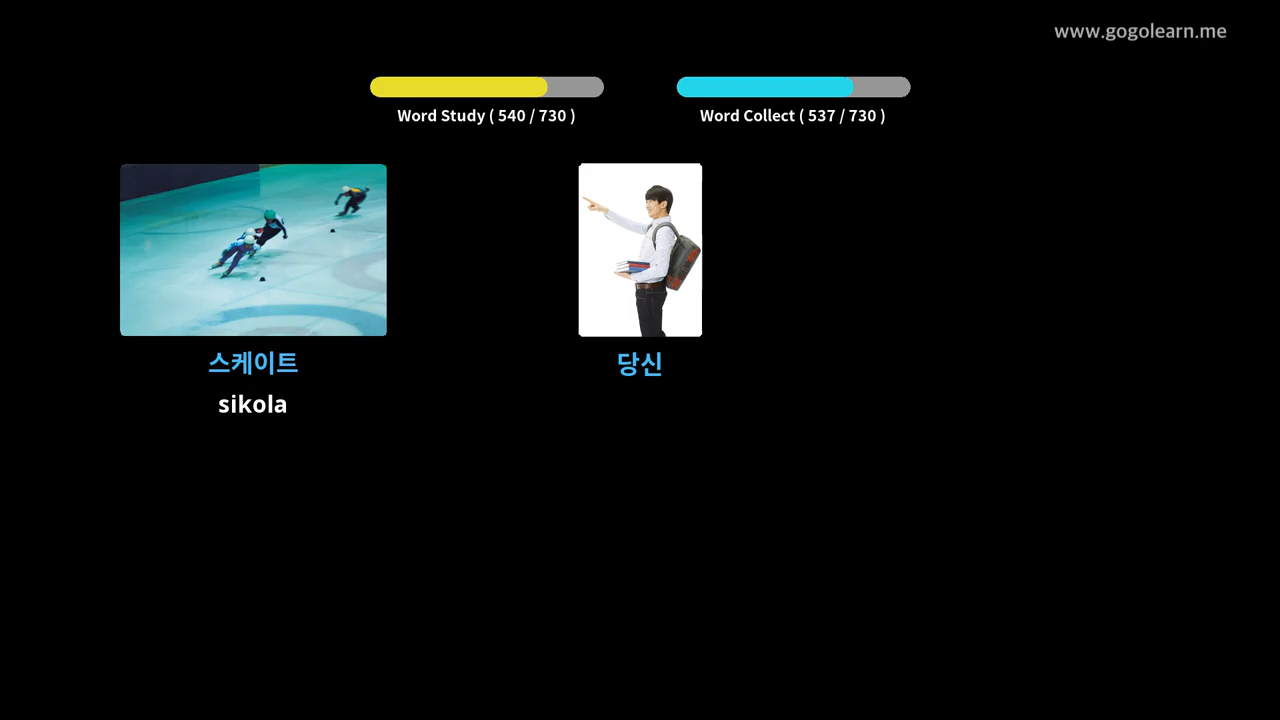 www.gogolearn.me
Word Study ( 540 / 730 )
Word Collect ( 537 / 730 )
스케이트
sikola
당신